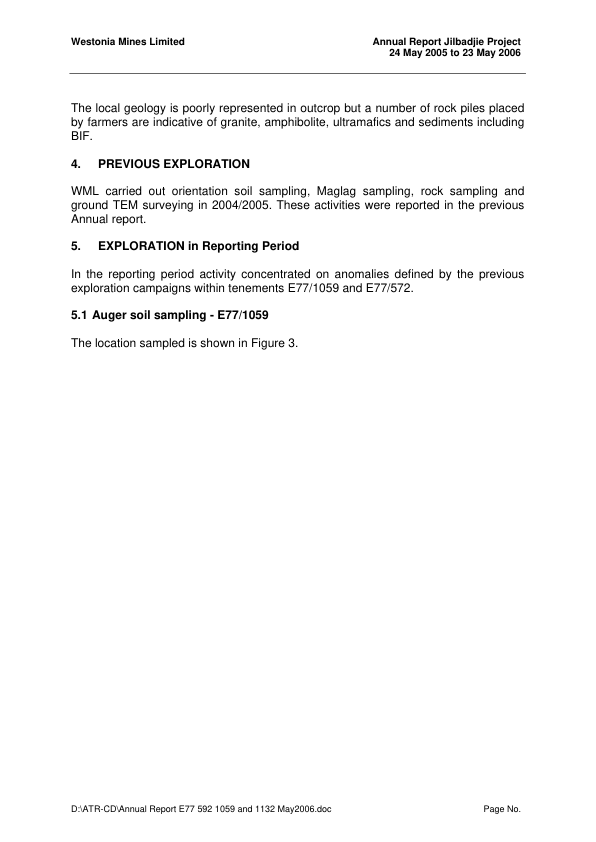 Westonia Mines Limited
Annual Report Jilbadjie Project
24 May 2005 to 23 May 2006
The local geology is poorly represented in outcrop but a number of rock piles placed
by farmers are indicative of granite, amphibolite, ultramafics and sediments including
BIF.
4. PREVIOUS EXPLORATION
WML carried out orientation soil sampling, Maglag sampling, rock sampling and
ground TEM surveying in 2004/2005. These activities were reported in the previous
Annual report.
5. EXPLORATION in Reporting Period
In the reporting period activity concentrated on anomalies defined by the previous
exploration campaigns within tenements E77/1059 and E77/572.
5.1 Auger soil sampling - E77/1059
The location sampled is shown in Figure 3.
D:\ATR-CD\Annual Report E77 592 1059 and 1132 May2006.doc
Page No.